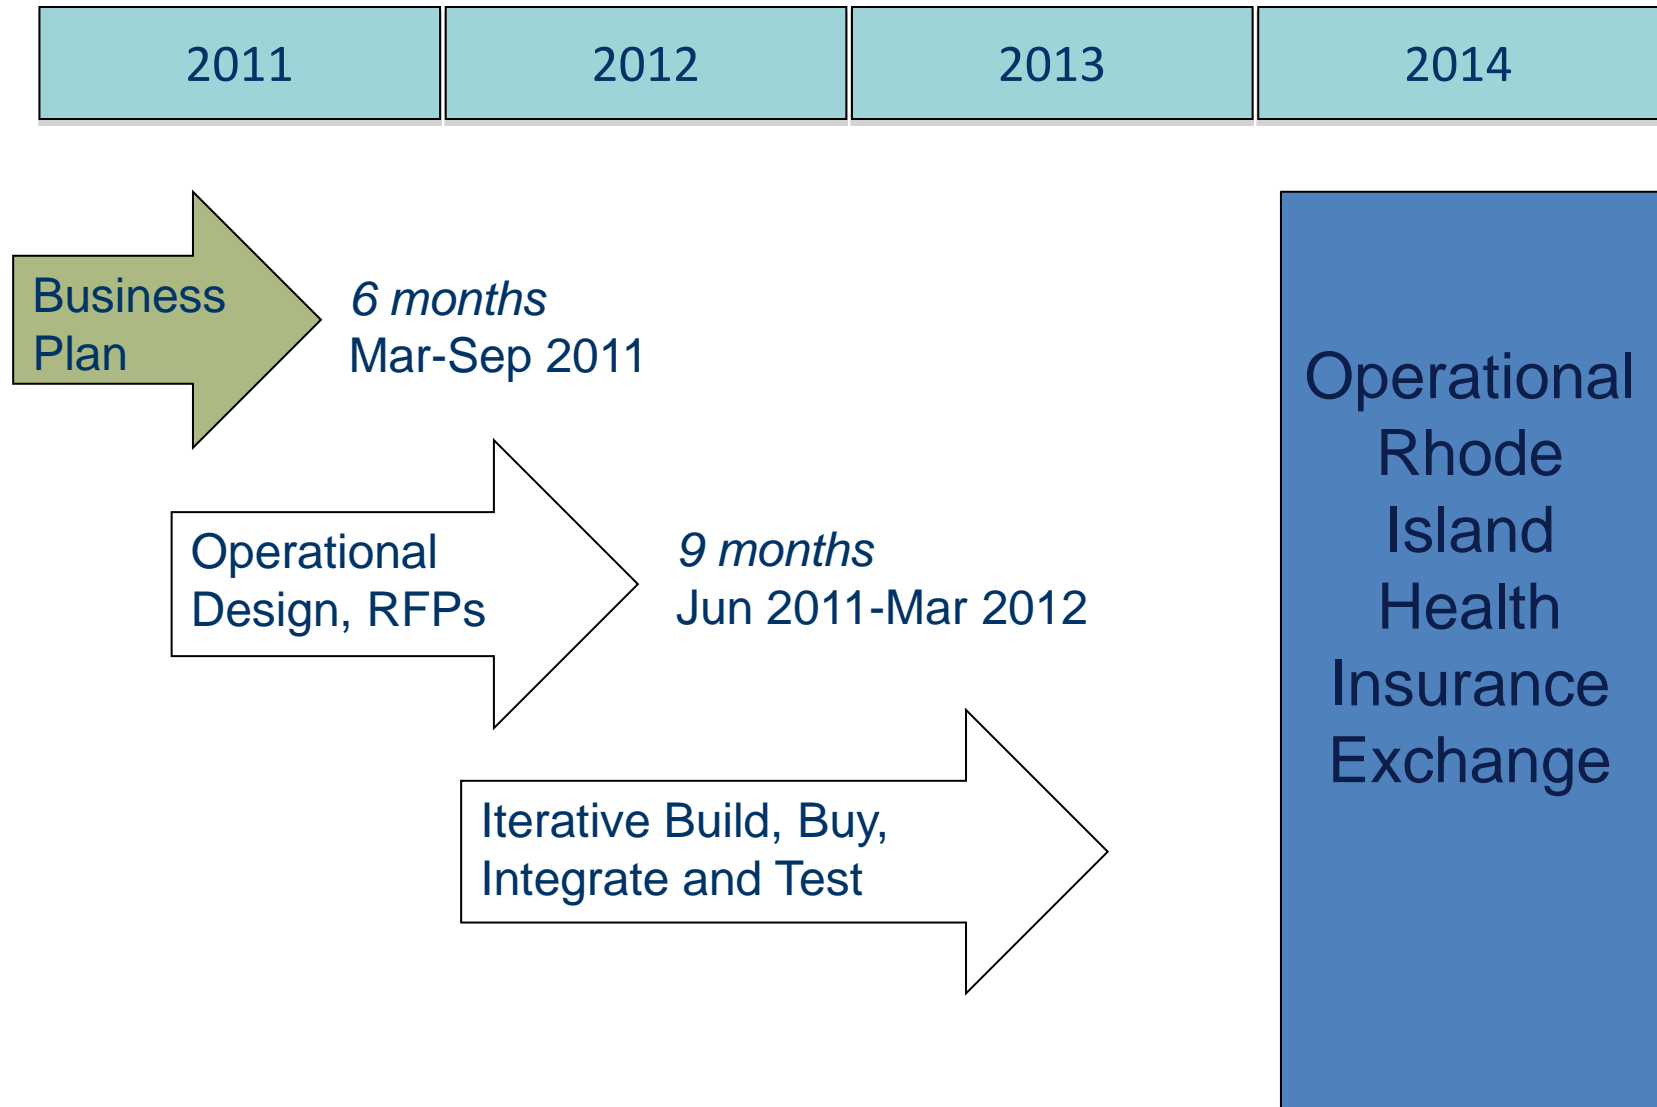 2011
2012
2013
2014
Business
Plan
6 months
Mar-Sep 2011
Operational
Design, RFPs
9 months
Jun 2011-Mar 2012
Iterative Build, Buy,
Integrate and Test
Operational
Rhode
Island
Health
Insurance
Exchange